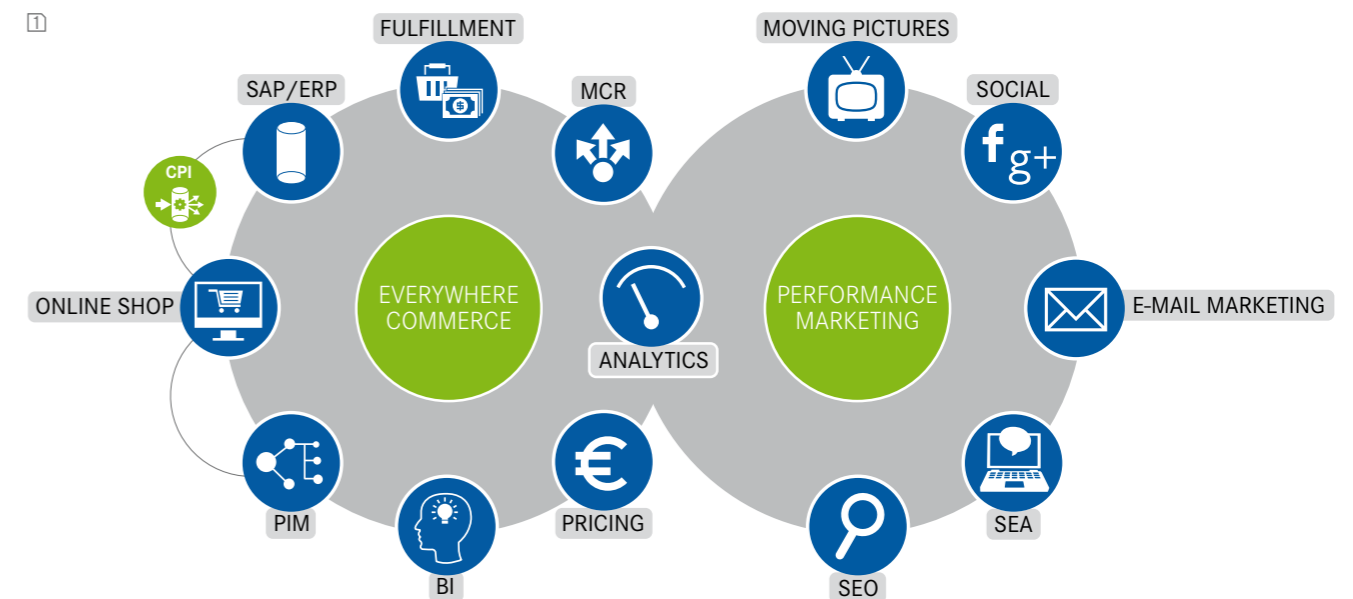 1
FULFILLMENT
MOVING PICTURES
SAP/ERP
MCR
SOCIAL
$
f
g+
CPI
EVERYWHERE
COMMERCE
PERFORMANCE
MARKETING
ONLINE SHOP
E-MAIL MARKETING
ANALYTICS
€
PIM
PRICING
SEA
BI
SEO